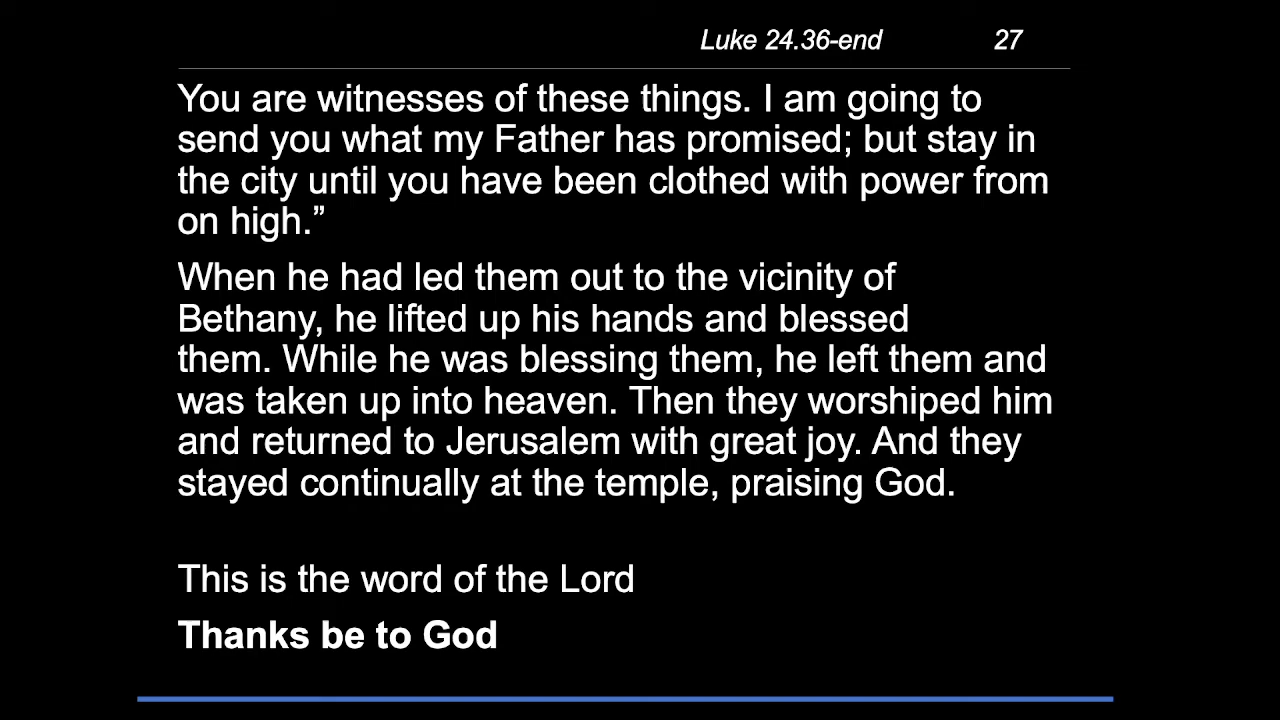 Luke 24.36-end 27
You are witnesses of these things. I am going to
send you what my Father has promised; but stay in
the city until you have been clothed with power from
on high.”
When he had led them out to the vicinity of
Bethany, he lifted up his hands and blessed
them. While he was blessing them, he left them and
was taken up into heaven. Then they worshiped him
and returned to Jerusalem with great joy. And they
stayed continually at the temple, praising God.
This is the word of the Lord
Thanks be to God